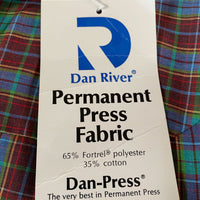 Dan River®
Permanent
Press
Fabric
65% Fortrel® polyester
35% cotton
Dan-Press®
The very best in Permanent Press